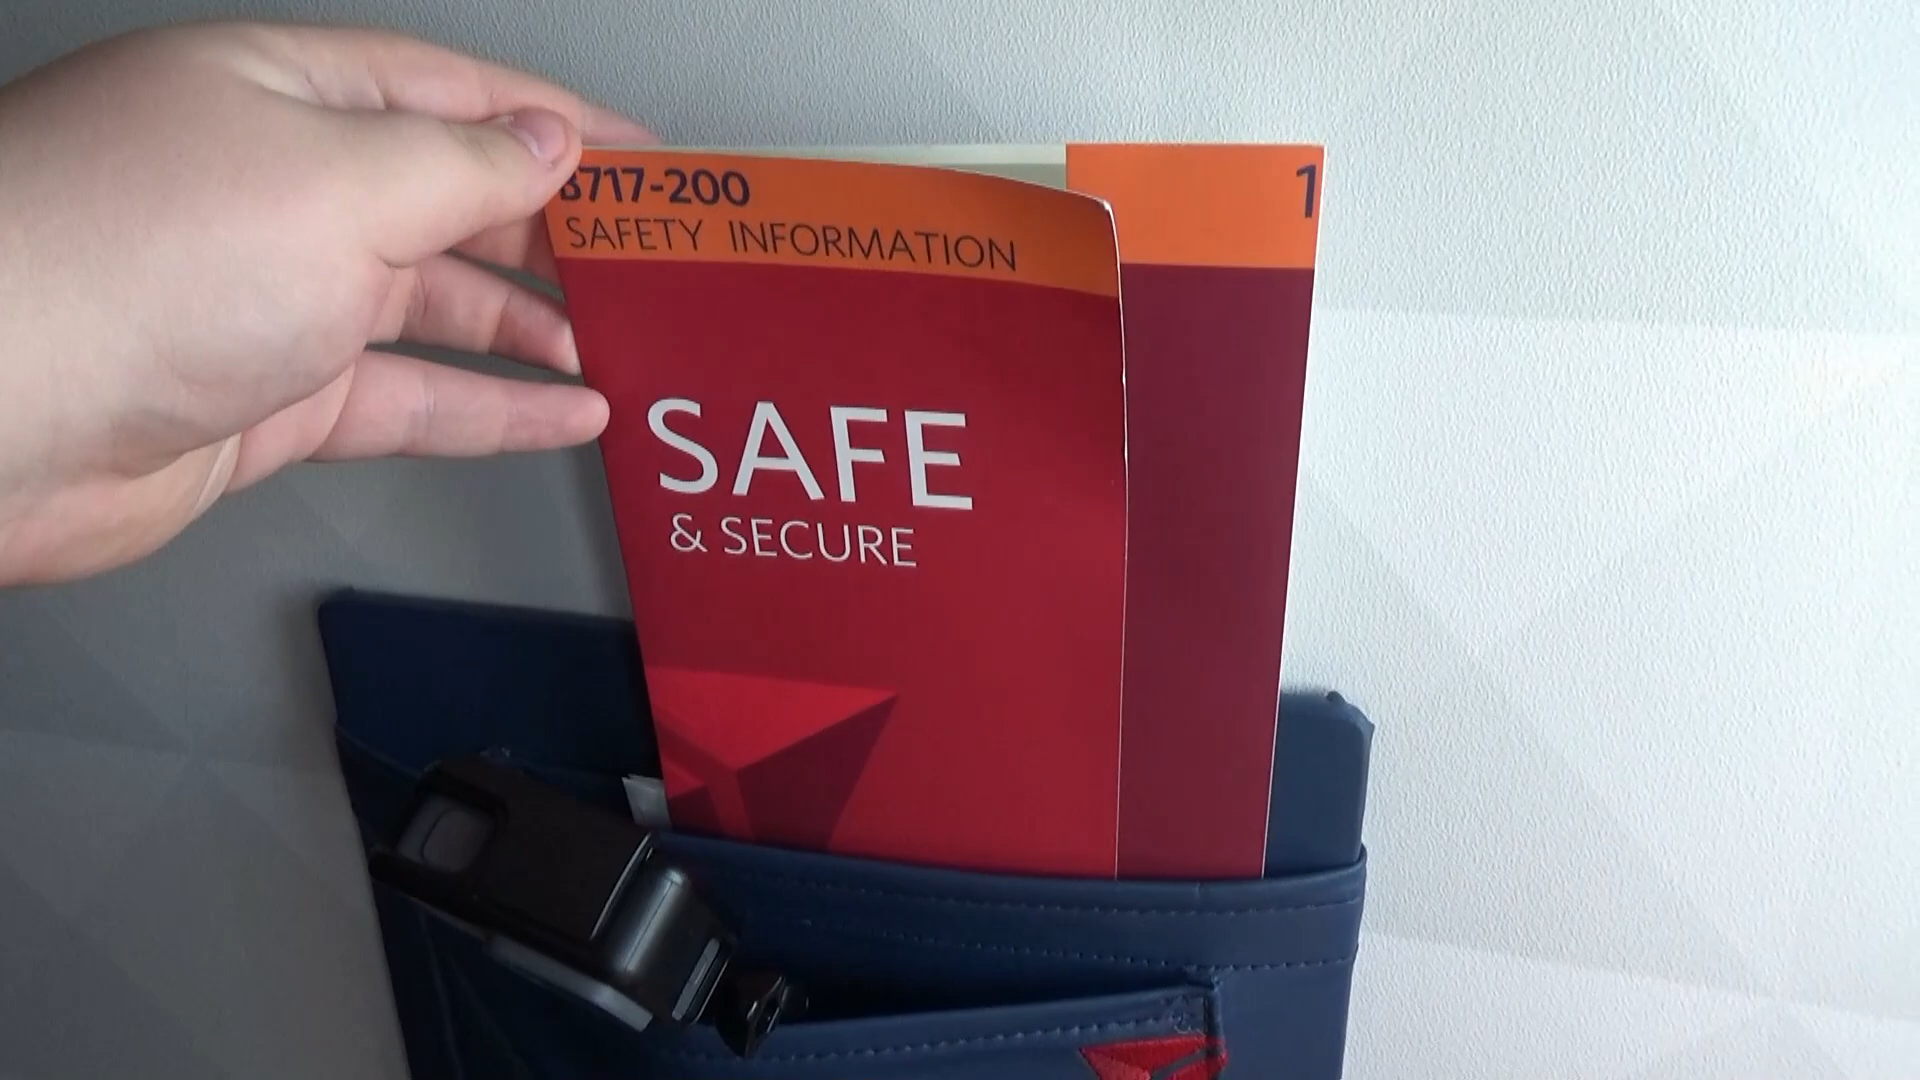 B717-200
SAFETY INFORMATION
1
SAFE
& SECURE